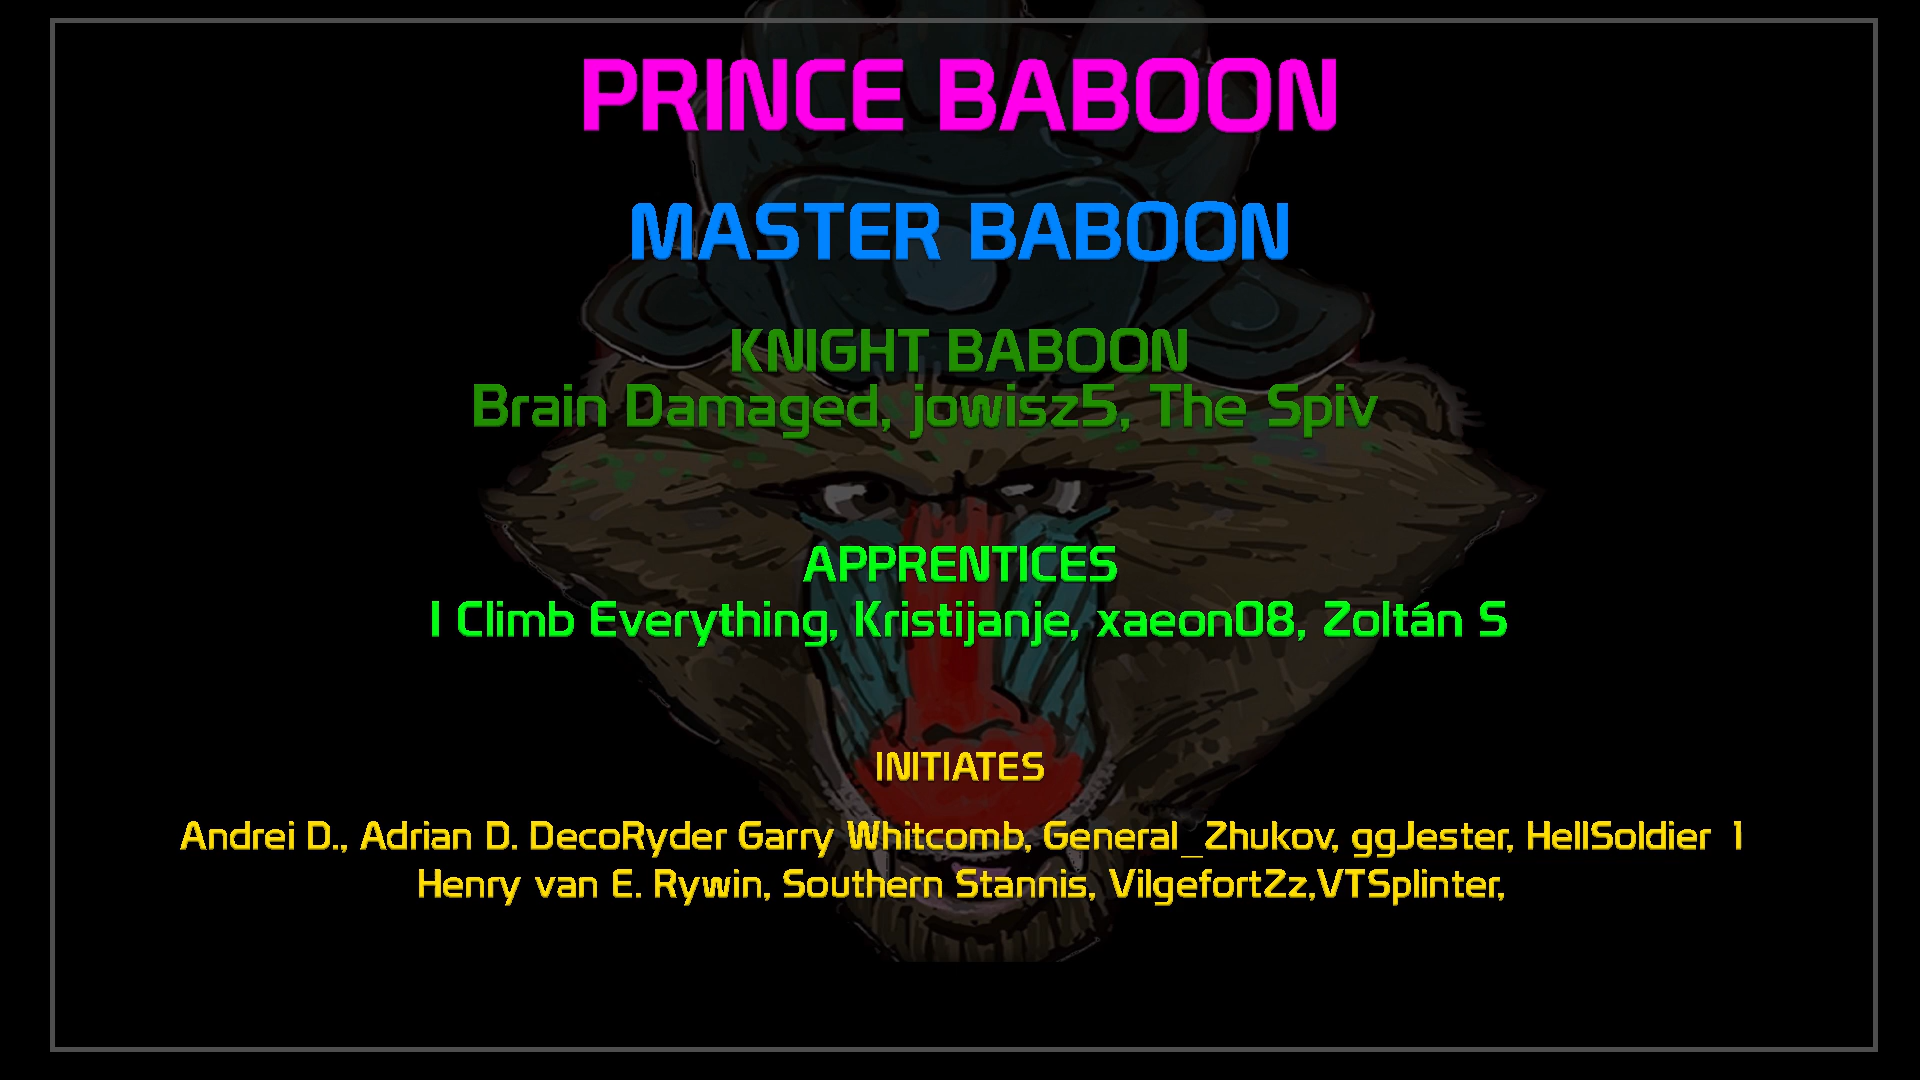 PRINCE BABOON
MASTER BABOON
KNIGHT BABOON
Brain Damaged, jowisz5, The Spiv
APPRENTICES
I Climb Everything, Kristijanje, xaeon08, Zoltán S
INITIATES
Andrei D., Adrian D. DecoRyder Garry Whitcomb, General_Zhukov, ggJester, HellSoldier 1
Henry van E. Rywin, Southern Stannis, VilgefortZz,VTSplinter,